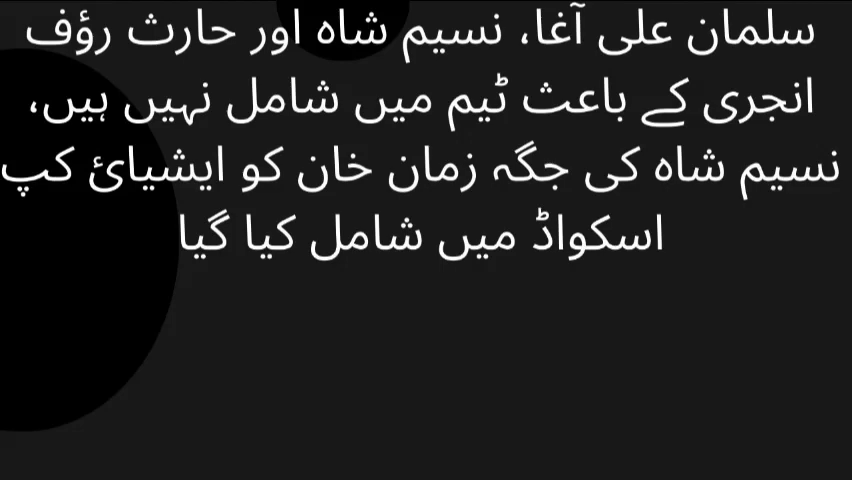 سلمان علی آغا، نسیم شاہ اور حارث رؤف
انجری کے باعث ٹیم میں شامل نہیں ہیں،
نسیم شاہ کی جگہ زمان خان کو ایشیائ کپ
اسکواڈ میں شامل کیا گیا